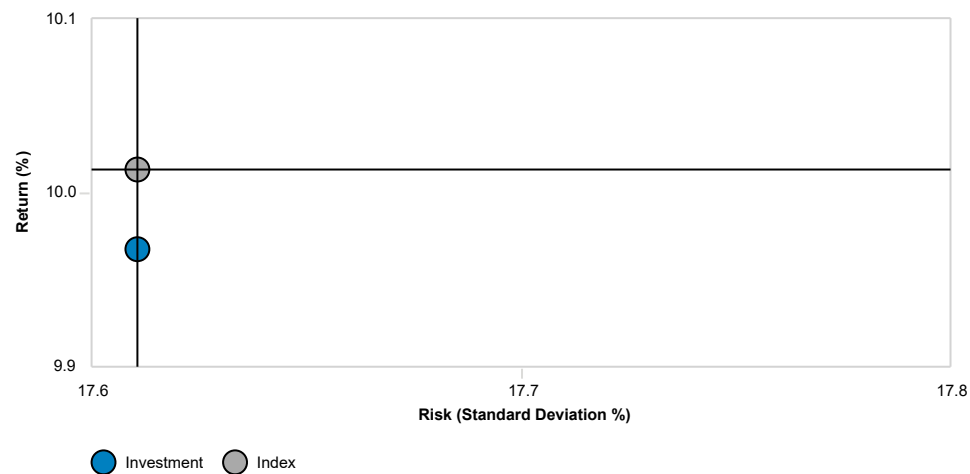 10.1
Return (%)
10.0
9.9
17.6
17.7
17.8
Risk (Standard Deviation %)
Investment
Index